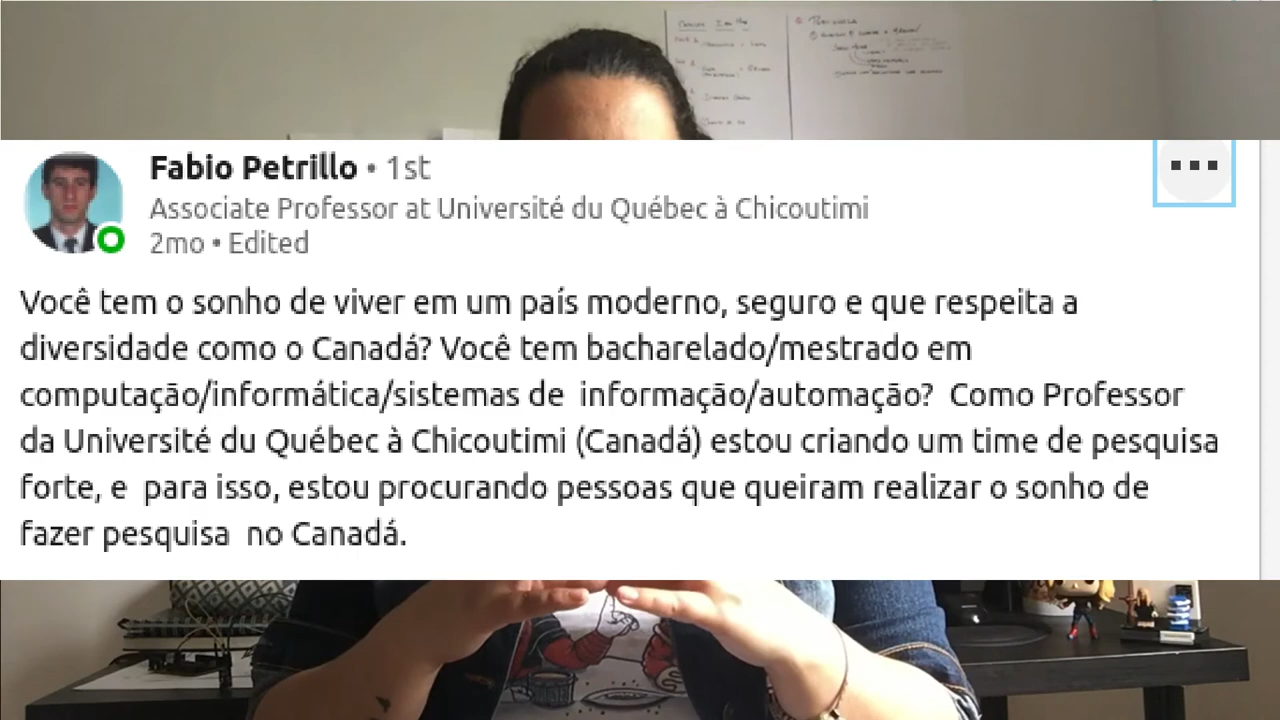 Fabio Petrillo • 1st
Associate Professor at Université du Québec à Chicoutimi
2mo • Edited
Você tem o sonho de viver em um país moderno, seguro e que respeita a
diversidade como o Canadá? Você tem bacharelado/mestrado em
computação/informática/sistemas de informação/automação? Como Professor
da Université du Québec à Chicoutimi (Canadá) estou criando um time de pesquisa
forte, e para isso, estou procurando pessoas que queiram realizar o sonho de
fazer pesquisa no Canadá.